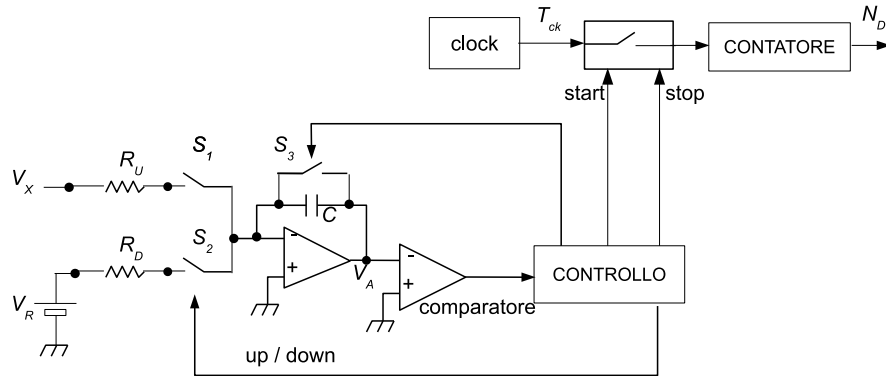 clock
T_ck
CONTATORE
N_D
start
stop
S_1
S_3
R_U
V_X
C
S_2
R_D
-
+
V_A
-
+
CONTROLLO
comparatore
V_R
up / down